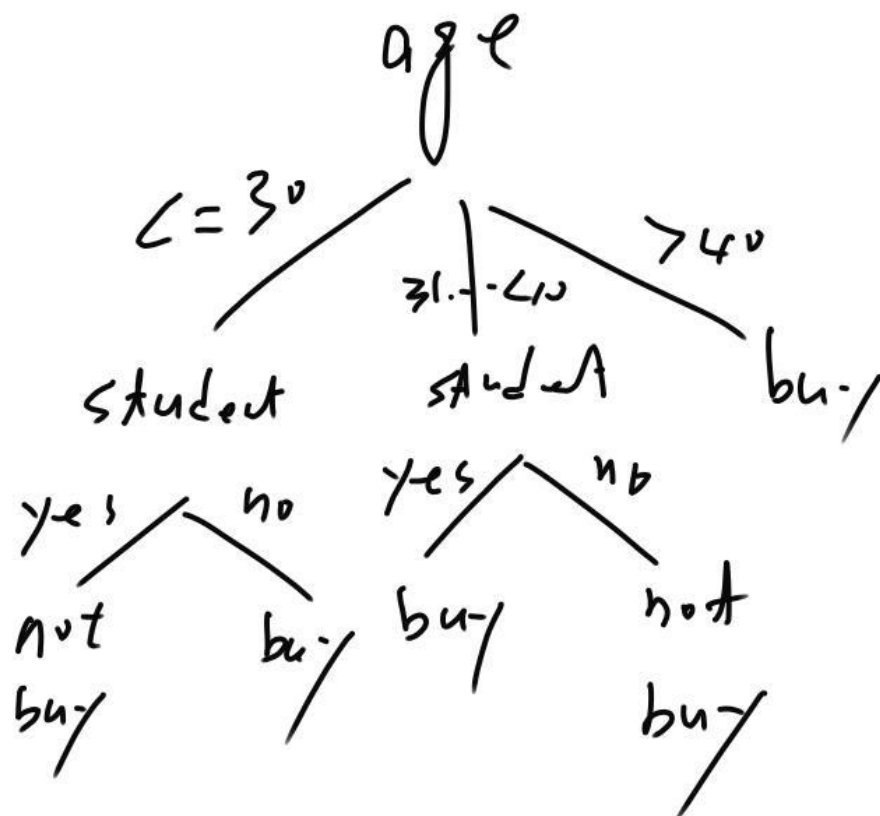 age
<=30
>40
31...40
student
student
buy
yes
no
yes
no
not
buy
buy
buy
not
buy